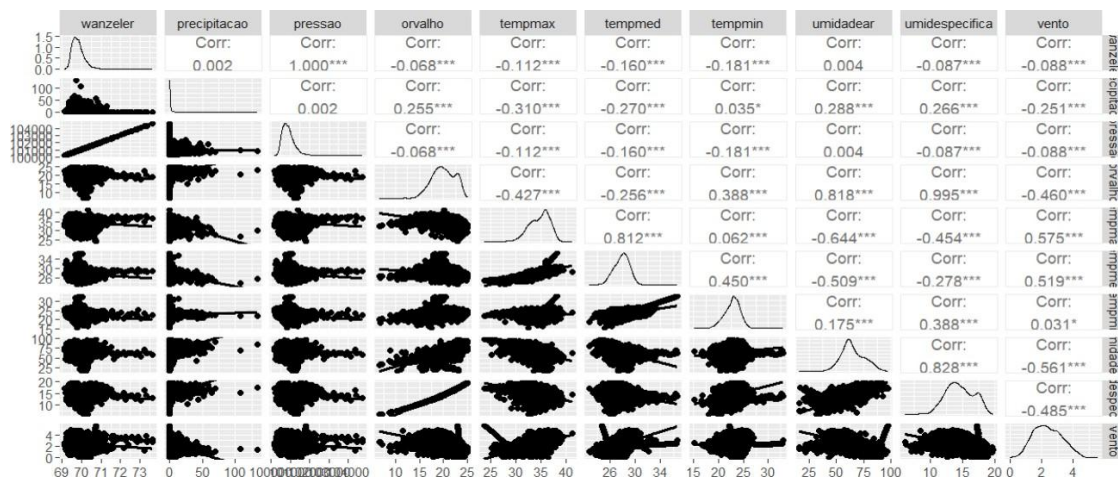 wanzeler precipitacao pressao orvalho tempmax tempmed tempmin umidadear umidespecifica vento
1.5 Corr: Corr: Corr: Corr: Corr: Corr: Corr: Corr: Corr:
1.0
0.5
0.0 0.002 1.000*** -0.068*** -0.112*** -0.160*** -0.181*** 0.004 -0.087*** -0.088***
100 Corr: Corr: Corr: Corr: Corr: Corr: Corr: Corr:
50
0 0.002 0.255*** -0.310*** -0.270*** 0.035* 0.288*** 0.266*** -0.251***
104000 Corr: Corr: Corr: Corr: Corr: Corr: Corr:
103000
102000
101000
100000 -0.068*** -0.112*** -0.160*** -0.181*** 0.004 -0.087*** -0.088***
25 Corr: Corr: Corr: Corr: Corr: Corr:
20
15
10 -0.427*** -0.256*** 0.388*** 0.818*** 0.995*** -0.460***
40 Corr: Corr: Corr: Corr: Corr:
35
30
25 0.812*** 0.062*** -0.644*** -0.454*** 0.575***
34 Corr: Corr: Corr: Corr:
30
26 0.450*** -0.509*** -0.278*** 0.519***
30 Corr: Corr: Corr:
25
20
15 0.175*** 0.388*** 0.031*
100 Corr: Corr:
75
50
25 0.828*** -0.561***
20 Corr:
15
10 -0.485***
4
2
0 vento
69 70 71 72 73 0 50 100 10 15 20 25 25 30 35 40 26 30 34 15 20 25 30 25 50 75 100 10 15 20 0 2 4